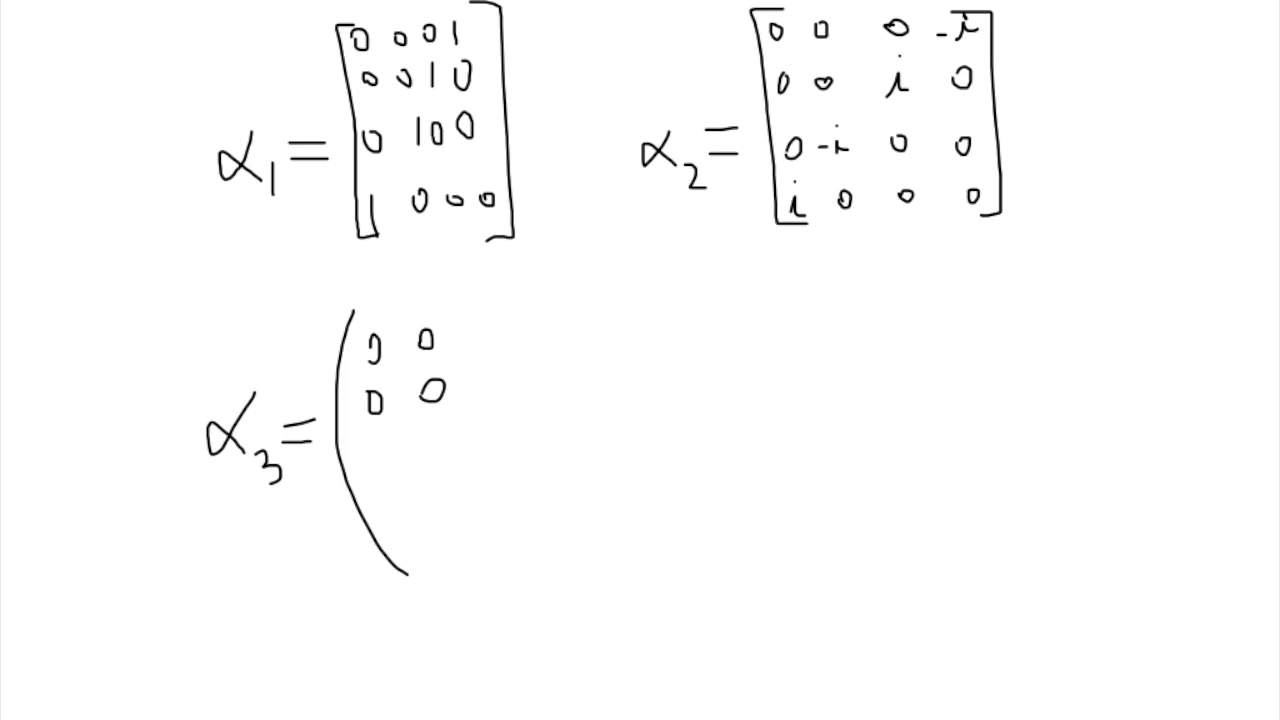 α₁ = [0 0 0 1
0 0 1 0
0 1 0 0
1 0 0 0]
α₂ = [0 0 0 -i
0 0 i 0
0 -i 0 0
i 0 0 0]
α₃ = (0 0
0 0